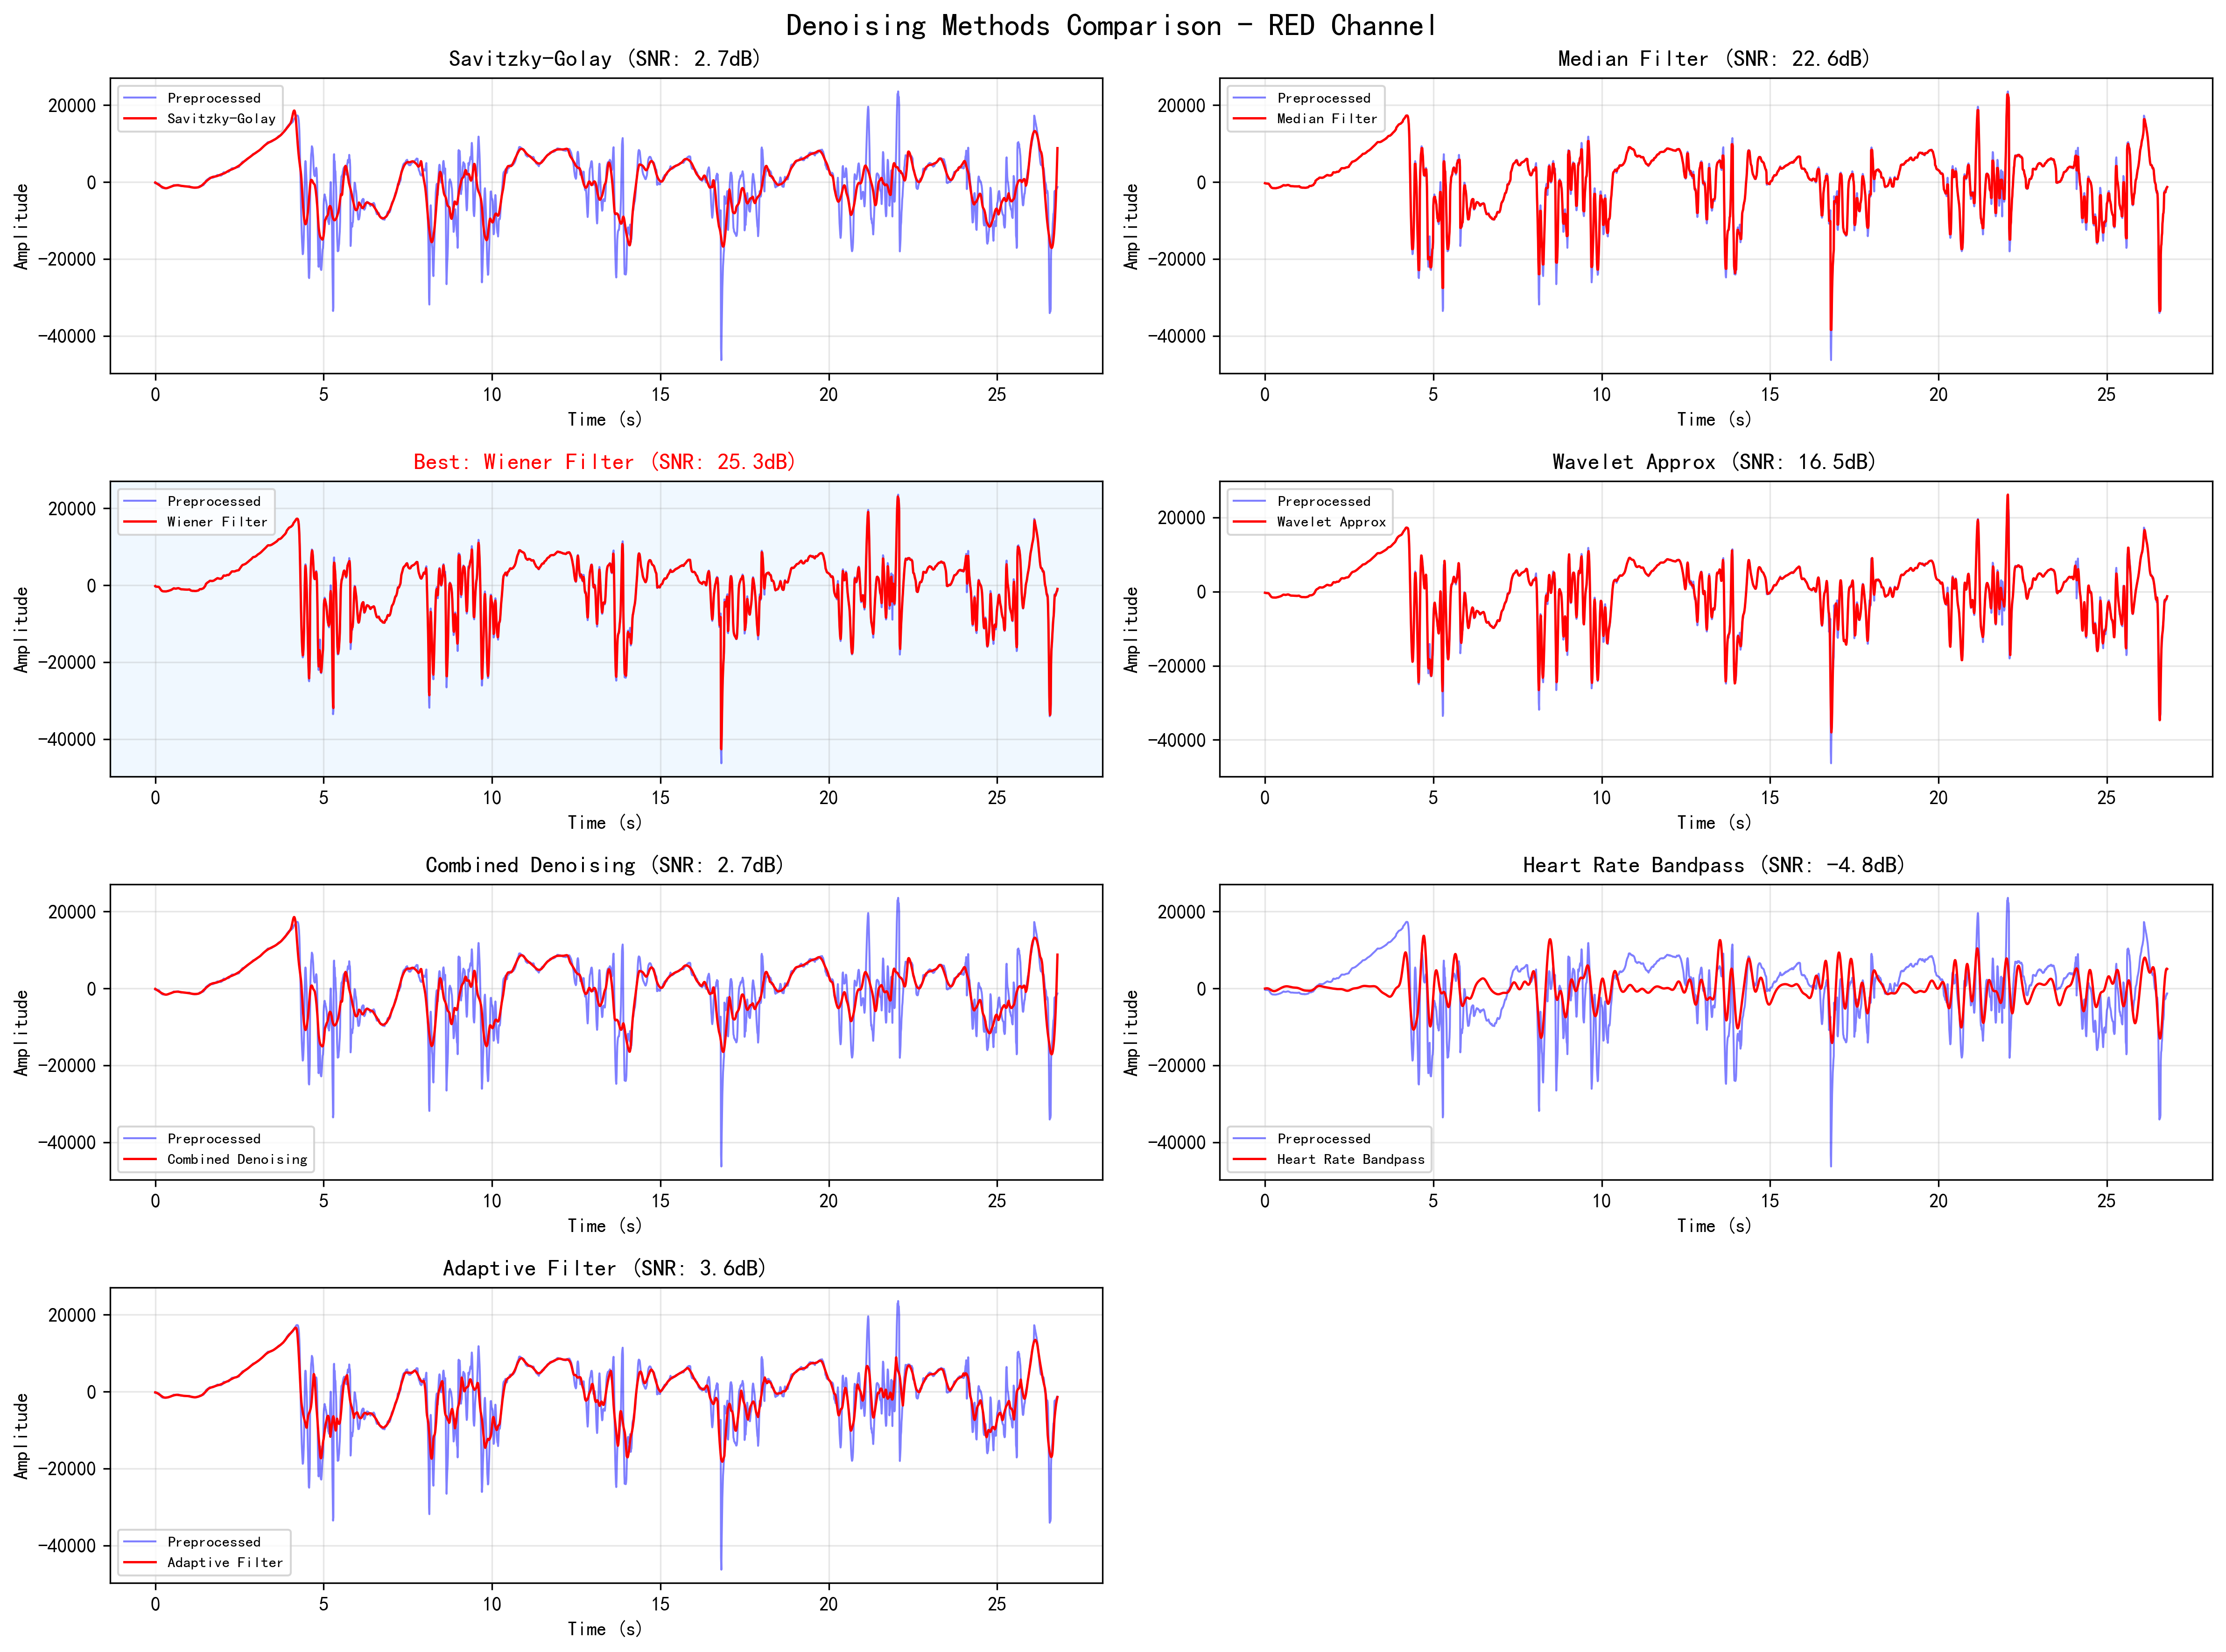 Denoising Methods Comparison - RED Channel
Savitzky-Golay (SNR: 2.7dB)
Preprocessed
Savitzky-Golay
20000
0
-20000
-40000
Amplitude
0 5 10 15 20 25
Time (s)
Median Filter (SNR: 22.6dB)
Preprocessed
Median Filter
20000
0
-20000
-40000
Amplitude
0 5 10 15 20 25
Time (s)
Best: Wiener Filter (SNR: 25.3dB)
Preprocessed
Wiener Filter
20000
0
-20000
-40000
Amplitude
0 5 10 15 20 25
Time (s)
Wavelet Approx (SNR: 16.5dB)
Preprocessed
Wavelet Approx
20000
0
-20000
-40000
Amplitude
0 5 10 15 20 25
Time (s)
Combined Denoising (SNR: 2.7dB)
20000
0
-20000
-40000
Amplitude
Preprocessed
Combined Denoising
0 5 10 15 20 25
Time (s)
Heart Rate Bandpass (SNR: -4.8dB)
20000
0
-20000
-40000
Amplitude
Preprocessed
Heart Rate Bandpass
0 5 10 15 20 25
Time (s)
Adaptive Filter (SNR: 3.6dB)
20000
0
-20000
-40000
Amplitude
Preprocessed
Adaptive Filter
0 5 10 15 20 25
Time (s)